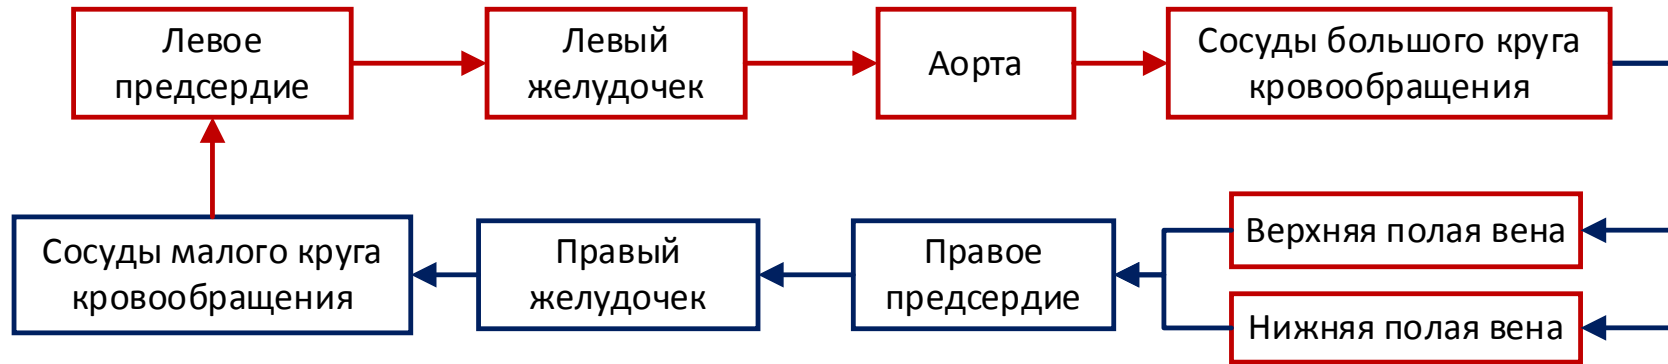 Левое
предсердие
Левый
желудочек
Аорта
Сосуды большого круга
кровообращения
Сосуды малого круга
кровообращения
Правый
желудочек
Правое
предсердие
Верхняя полая вена
Нижняя полая вена